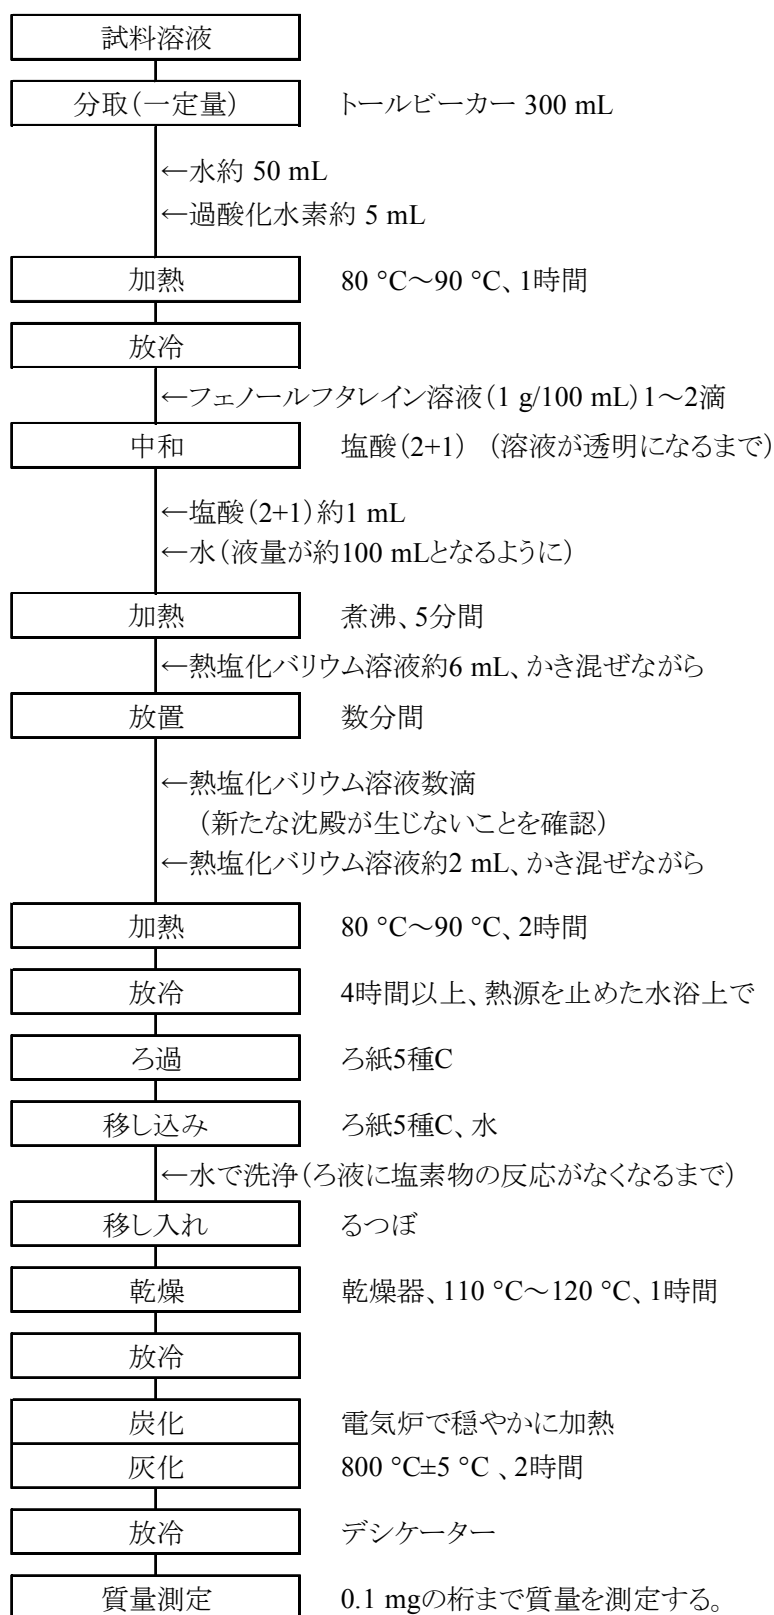 試料溶液
分取（一定量） トールビーカー 300 mL
←水約 50 mL
←過酸化水素約 5 mL
加熱 80 °C～90 °C、1時間
放冷
←フェノールフタレイン溶液（1 g/100 mL）1～2滴
中和 塩酸（2+1）（溶液が透明になるまで）
←塩酸（2+1）約1 mL
←水（液量が約100 mLとなるように）
加熱 煮沸、5分間
←熱塩化バリウム溶液約6 mL、かき混ぜながら
放置 数分間
←熱塩化バリウム溶液数滴
（新たな沈殿が生じないことを確認）
←熱塩化バリウム溶液約2 mL、かき混ぜながら
加熱 80 °C～90 °C、2時間
放冷 4時間以上、熱源を止めた水浴上で
ろ過 ろ紙5種C
移し込み ろ紙5種C、水
←水で洗浄（ろ液に塩素物の反応がなくなるまで）
移し入れ るつぼ
乾燥 乾燥器、110 °C～120 °C、1時間
放冷
炭化 電気炉で穏やかに加熱
灰化 800 °C±5 °C 、2時間
放冷 デシケーター
質量測定 0.1 mgの桁まで質量を測定する。